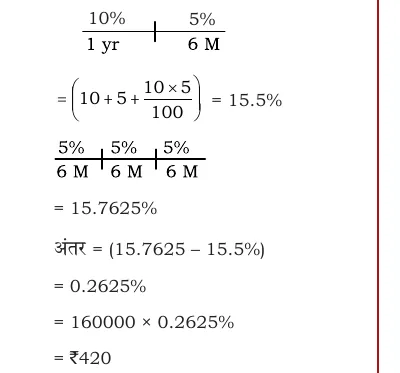 10% 5%
1 yr 6 M
= (10 + 5 + 10 × 5 / 100) = 15.5%
5% 5% 5%
6 M 6 M 6 M
= 15.7625%
अंतर = (15.7625 – 15.5%)
= 0.2625%
= 160000 × 0.2625%
= ₹420